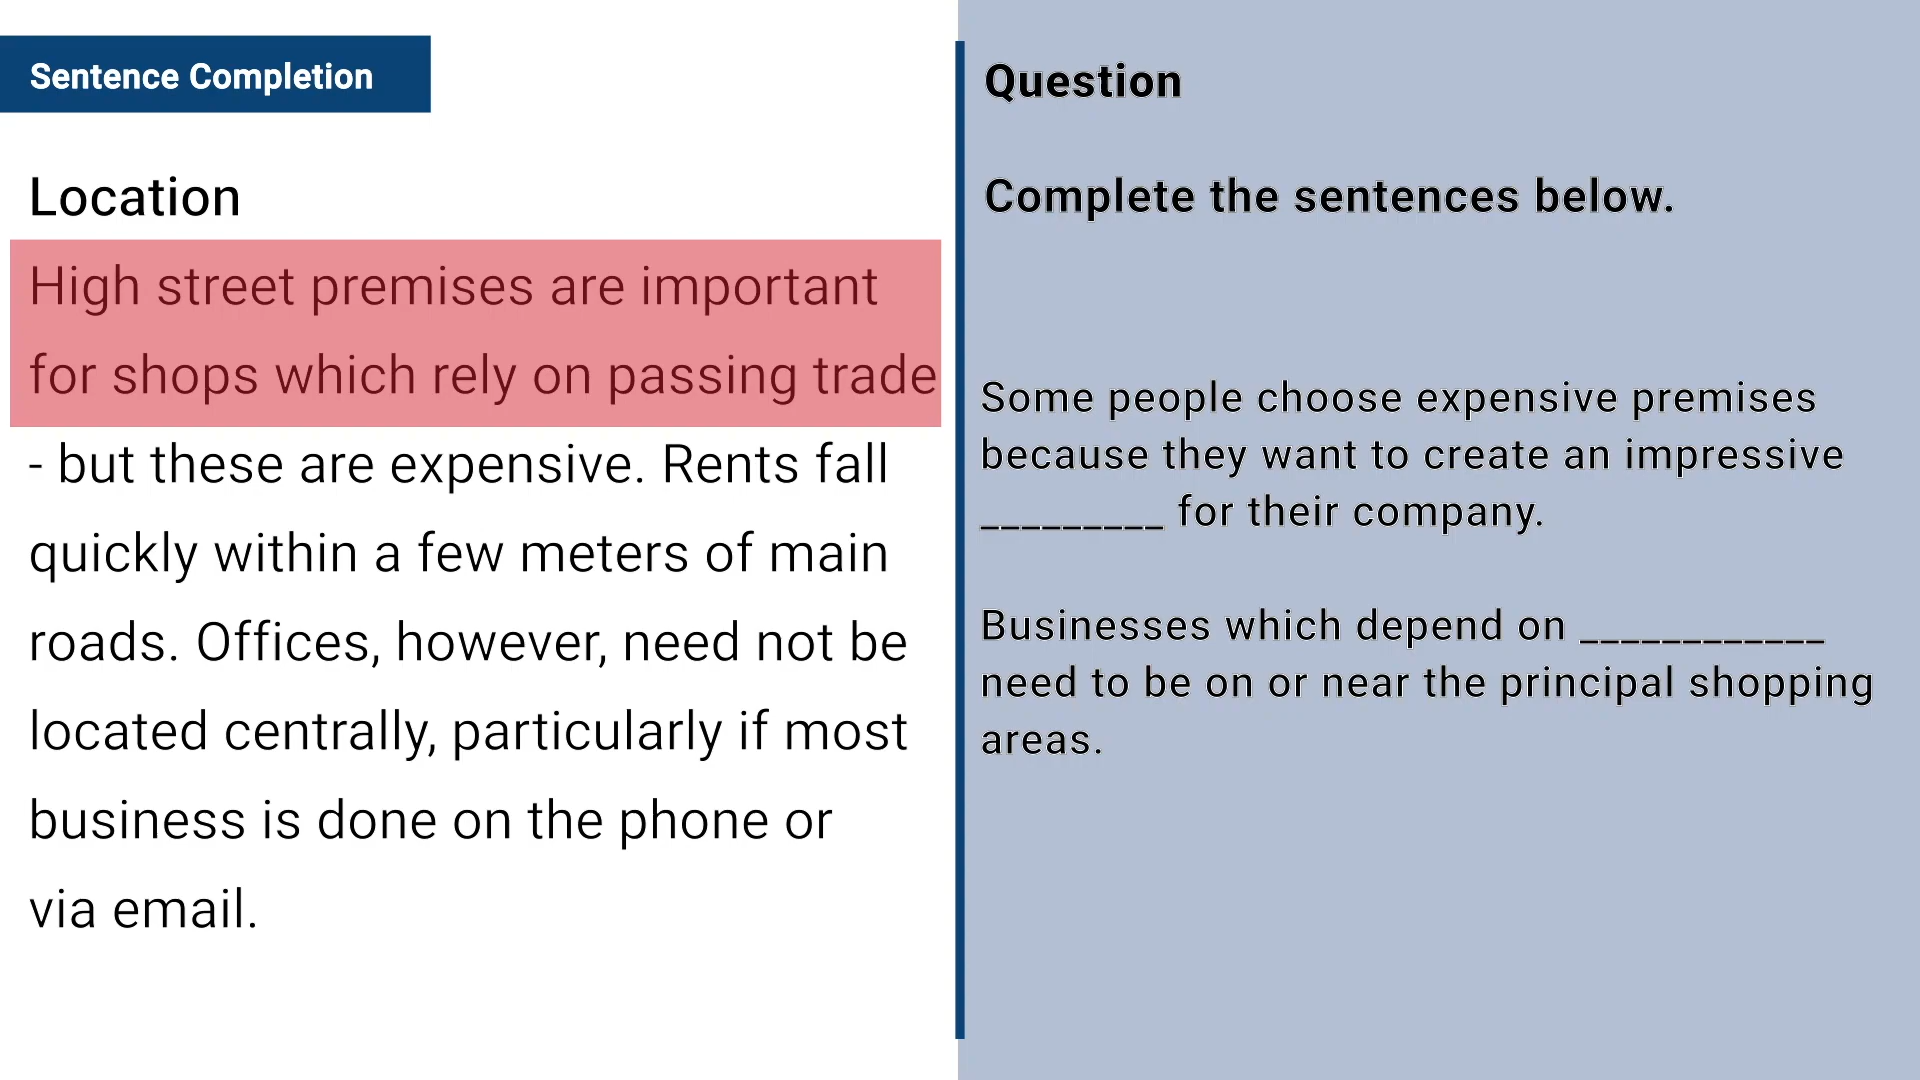 Sentence Completion
Location
High street premises are important
for shops which rely on passing trade
- but these are expensive. Rents fall
quickly within a few meters of main
roads. Offices, however, need not be
located centrally, particularly if most
business is done on the phone or
via email.
Question
Complete the sentences below.
Some people choose expensive premises
because they want to create an impressive
_________ for their company.
Businesses which depend on ____________
need to be on or near the principal shopping
areas.